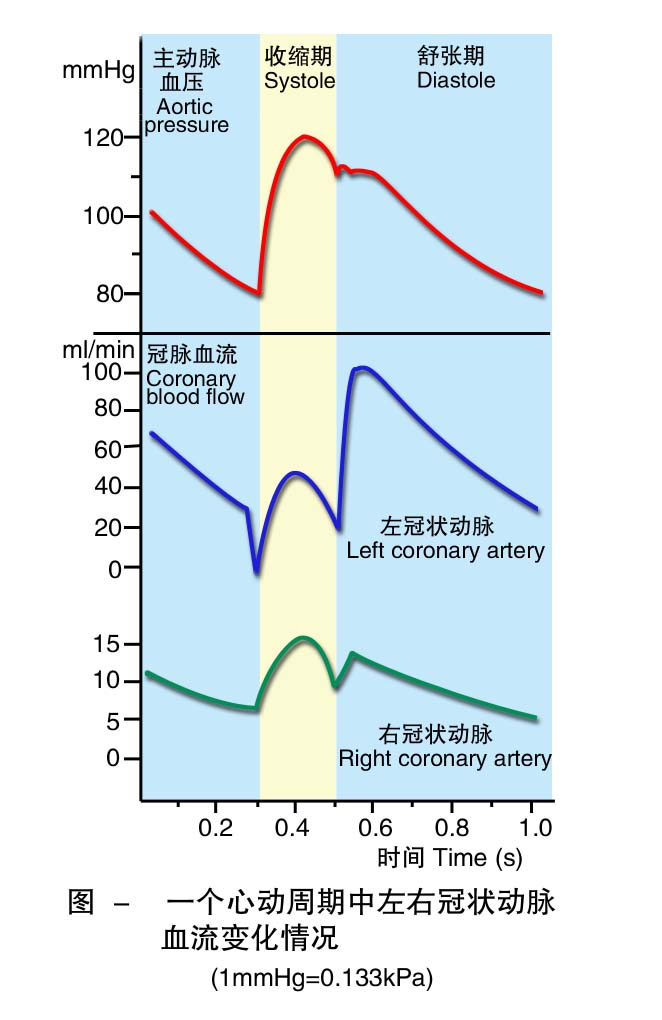 mmHg
主动脉
血压
Aortic
pressure
收缩期
Systole
舒张期
Diastole
120
100
80
ml/min
冠脉血流
Coronary
blood flow
100
80
60
40
20
0
左冠状动脉
Left coronary artery
15
10
5
0
右冠状动脉
Right coronary artery
0.2 0.4 0.6 0.8 1.0
时间 Time (s)
图 – 一个心动周期中左右冠状动脉
血流变化情况
(1mmHg=0.133kPa)